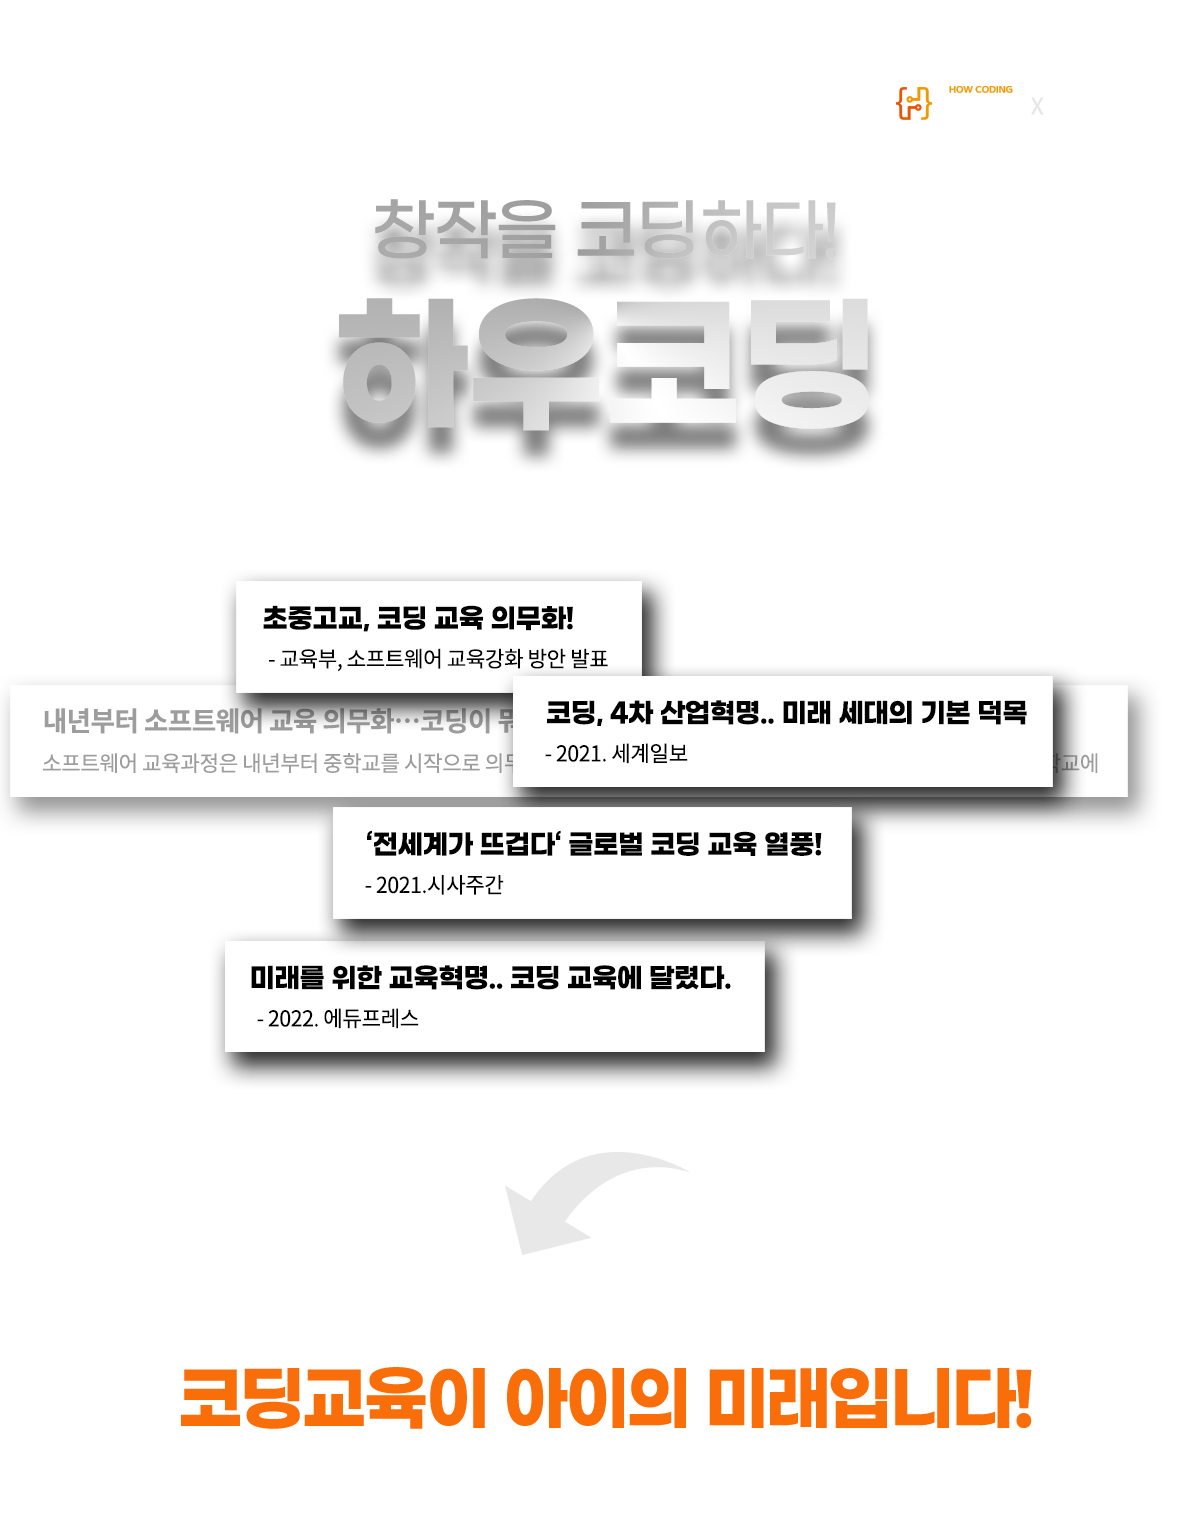 HOW CODING
X
창작을 코딩하다!
하우코딩
초중고교, 코딩 교육 의무화!
- 교육부, 소프트웨어 교육강화 방안 발표
내년부터 소프트웨어 교육 의무화…코딩이
소프트웨어 교육과정은 내년부터 중학교를 시작으로
코딩, 4차 산업혁명.. 미래 세대의 기본 덕목
- 2021. 세계일보
‘전세계가 뜨겁다‘ 글로벌 코딩 교육 열풍!
- 2021.시사주간
미래를 위한 교육혁명.. 코딩 교육에 달렸다.
- 2022. 에듀프레스
코딩교육이 아이의 미래입니다!